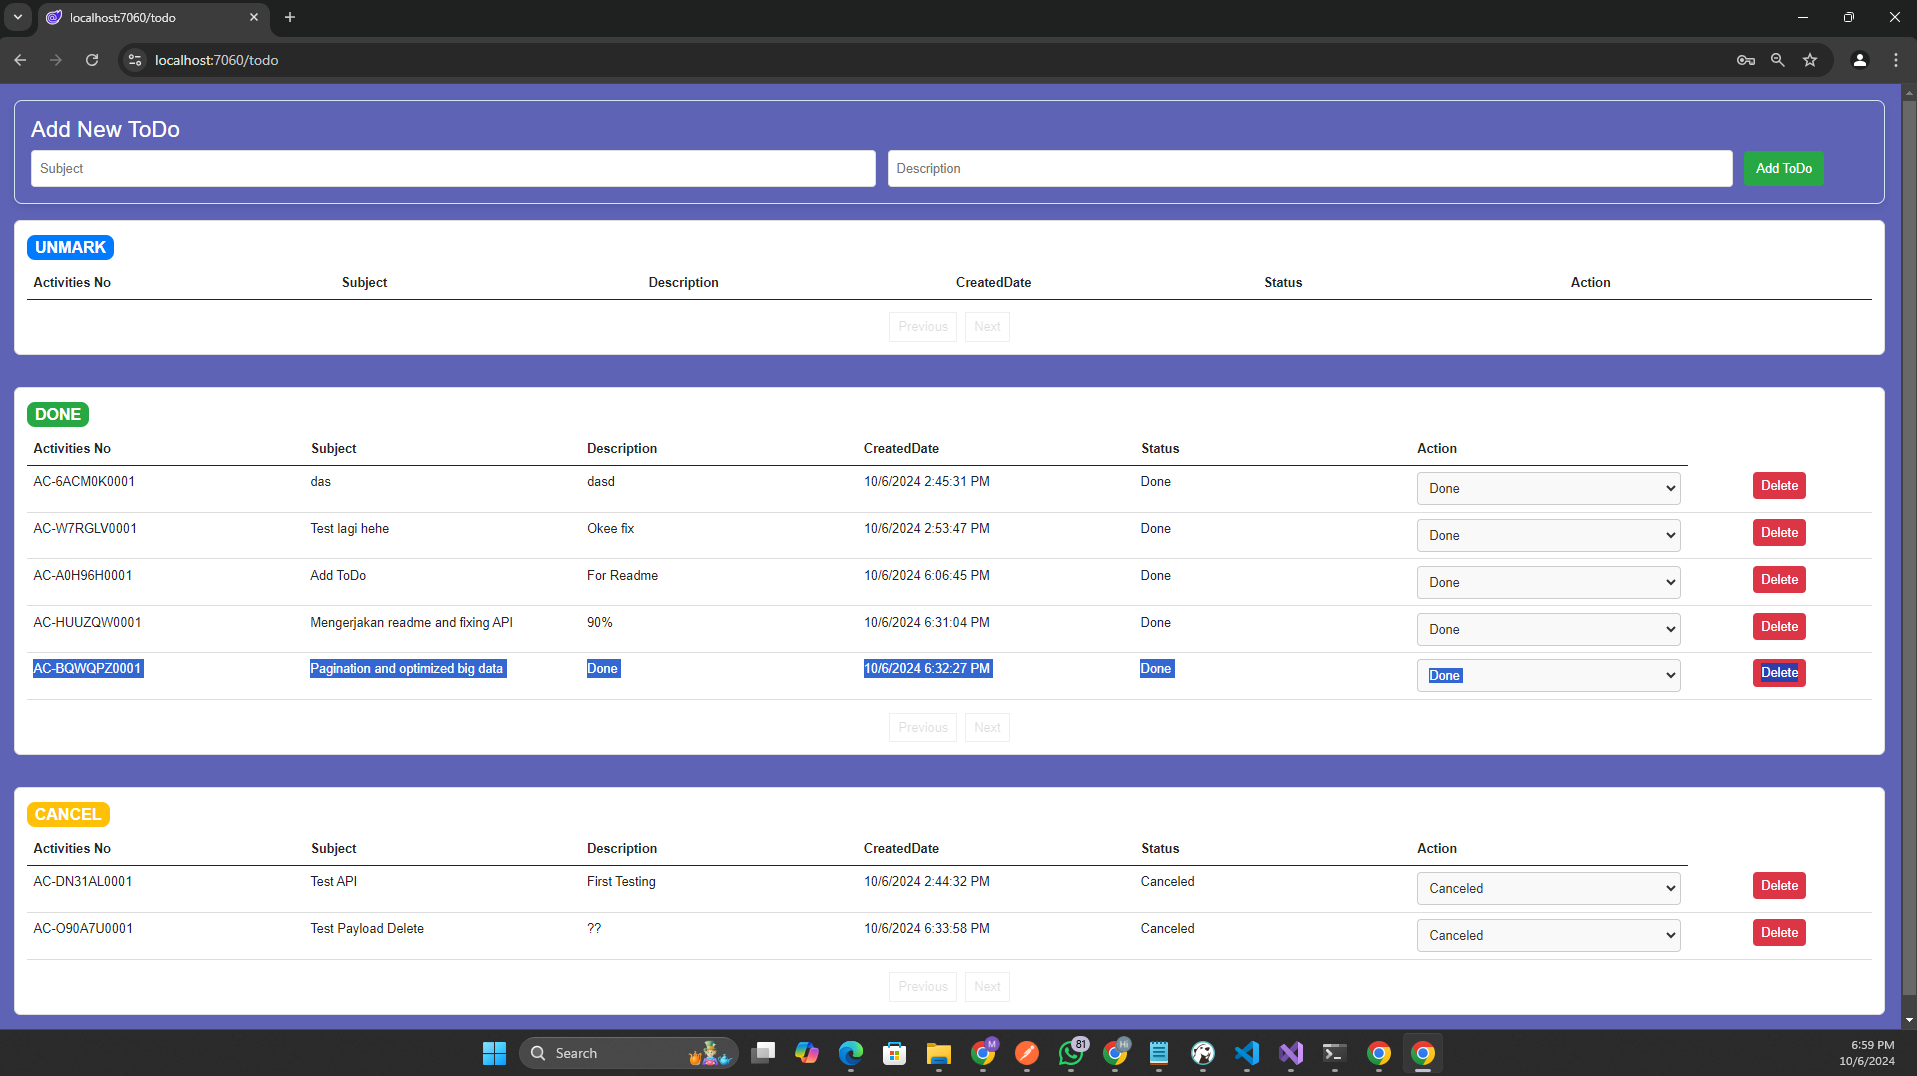 localhost:7060/todo
localhost:7060/todo
Add New ToDo
Subject Description Add ToDo
UNMARK
Activities No Subject Description CreatedDate Status Action
Previous Next
DONE
Activities No Subject Description CreatedDate Status Action
AC-6ACM0K0001 das dasd 10/6/2024 2:45:31 PM Done Done Delete
AC-W7RGLV0001 Test lagi hehe Okee fix 10/6/2024 2:53:47 PM Done Done Delete
AC-A0H96H0001 Add ToDo For Readme 10/6/2024 6:06:45 PM Done Done Delete
AC-HUUZQW0001 Mengerjakan readme and fixing API 90% 10/6/2024 6:31:04 PM Done Done Delete
AC-BQWQPZ0001 Pagination and optimized big data Done 10/6/2024 6:32:27 PM Done Done Delete
Previous Next
CANCEL
Activities No Subject Description CreatedDate Status Action
AC-DN31AL0001 Test API First Testing 10/6/2024 2:44:32 PM Canceled Canceled Delete
AC-O90A7U0001 Test Payload Delete ?? 10/6/2024 6:33:58 PM Canceled Canceled Delete
Previous Next
Search M 81 Hi 6:59 PM
10/6/2024